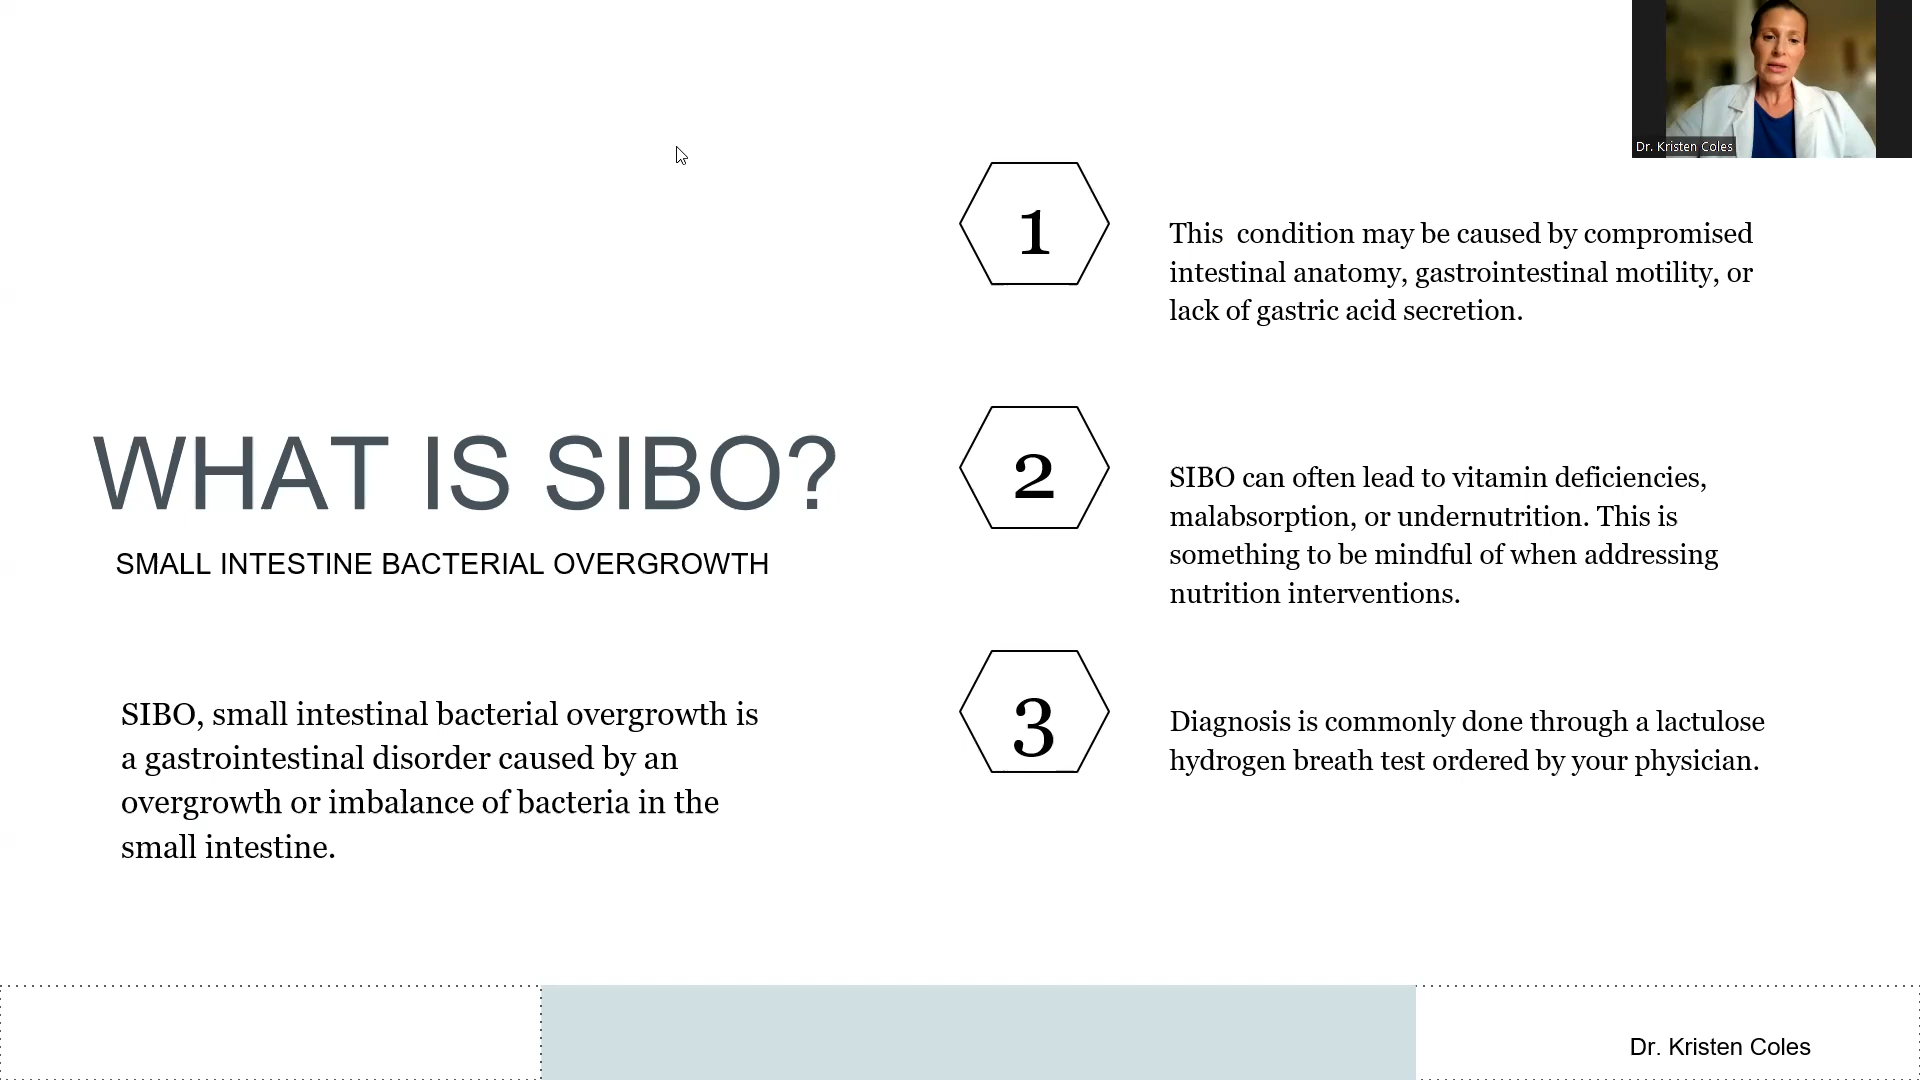 WHAT IS SIBO?
SMALL INTESTINE BACTERIAL OVERGROWTH
SIBO, small intestinal bacterial overgrowth is
a gastrointestinal disorder caused by an
overgrowth or imbalance of bacteria in the
small intestine.
1
This  condition may be caused by compromised
intestinal anatomy, gastrointestinal motility, or
lack of gastric acid secretion.
2
SIBO can often lead to vitamin deficiencies,
malabsorption, or undernutrition. This is
something to be mindful of when addressing
nutrition interventions.
3
Diagnosis is commonly done through a lactulose
hydrogen breath test ordered by your physician.
Dr. Kristen Coles
Dr. Kristen Coles